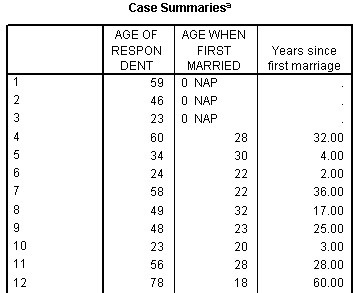 Case Summariesa
AGE OF RESPON DENT AGE WHEN FIRST MARRIED Years since first marriage
1 59 0 NAP .
2 46 0 NAP .
3 23 0 NAP .
4 60 28 32.00
5 34 30 4.00
6 24 22 2.00
7 58 22 36.00
8 49 32 17.00
9 48 23 25.00
10 23 20 3.00
11 56 28 28.00
12 78 18 60.00